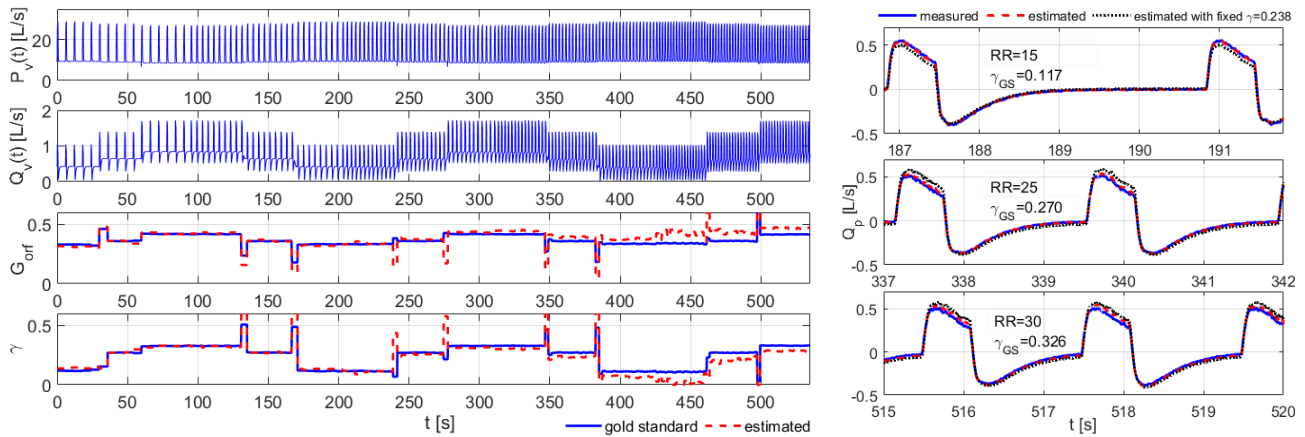 P_v(t) [L/s]
20
0
0 50 100 150 200 250 300 350 400 450 500
Q_v(t) [L/s]
2
1
0
0 50 100 150 200 250 300 350 400 450 500
G_orf
0.5
0
0 50 100 150 200 250 300 350 400 450 500
γ
0.5
0
0 50 100 150 200 250 300 350 400 450 500
t [s]
gold standard estimated
measured estimated estimated with fixed γ=0.238
0.5
0
-0.5
RR=15
γ_GS=0.117
187 188 189 190 191
Q_p [L/s]
0.5
0
-0.5
RR=25
γ_GS=0.270
337 338 339 340 341 342
0.5
0
-0.5
RR=30
γ_GS=0.326
515 516 517 518 519 520
t [s]